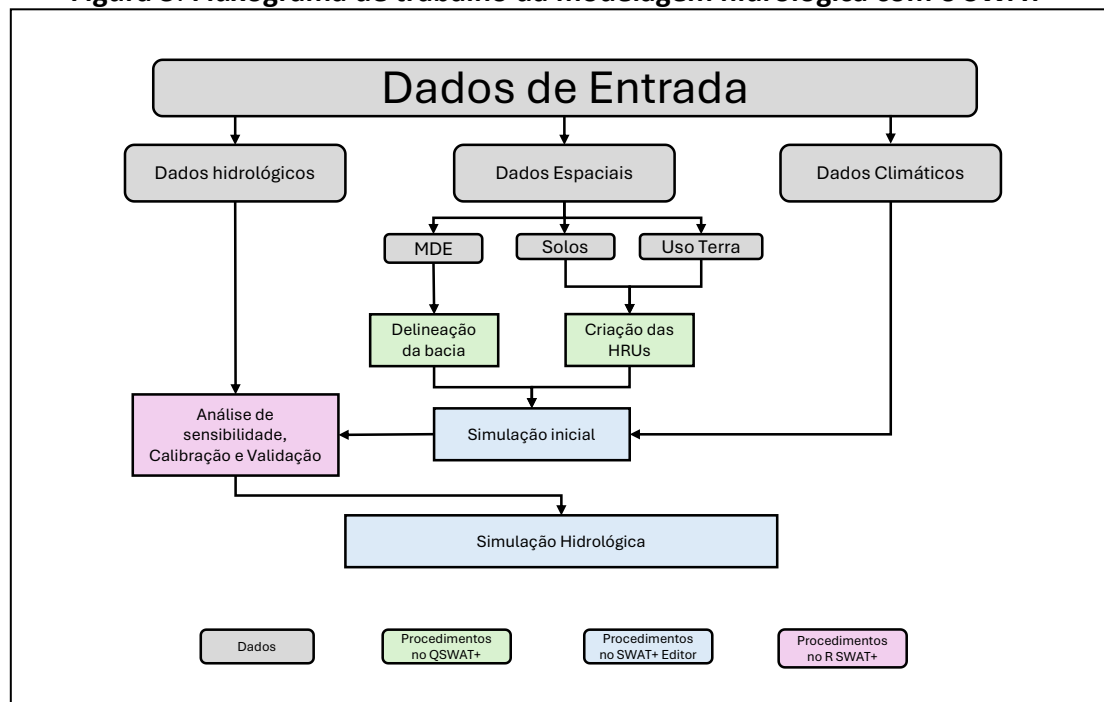 Dados de Entrada
Dados hidrológicos
Dados Espaciais
Dados Climáticos
MDE
Solos
Uso Terra
Delineação
da bacia
Criação das
HRUs
Análise de
sensibilidade,
Calibração e Validação
Simulação inicial
Simulação Hidrológica
Dados
Procedimentos
no QSWAT+
Procedimentos
no SWAT+ Editor
Procedimentos
no R SWAT+